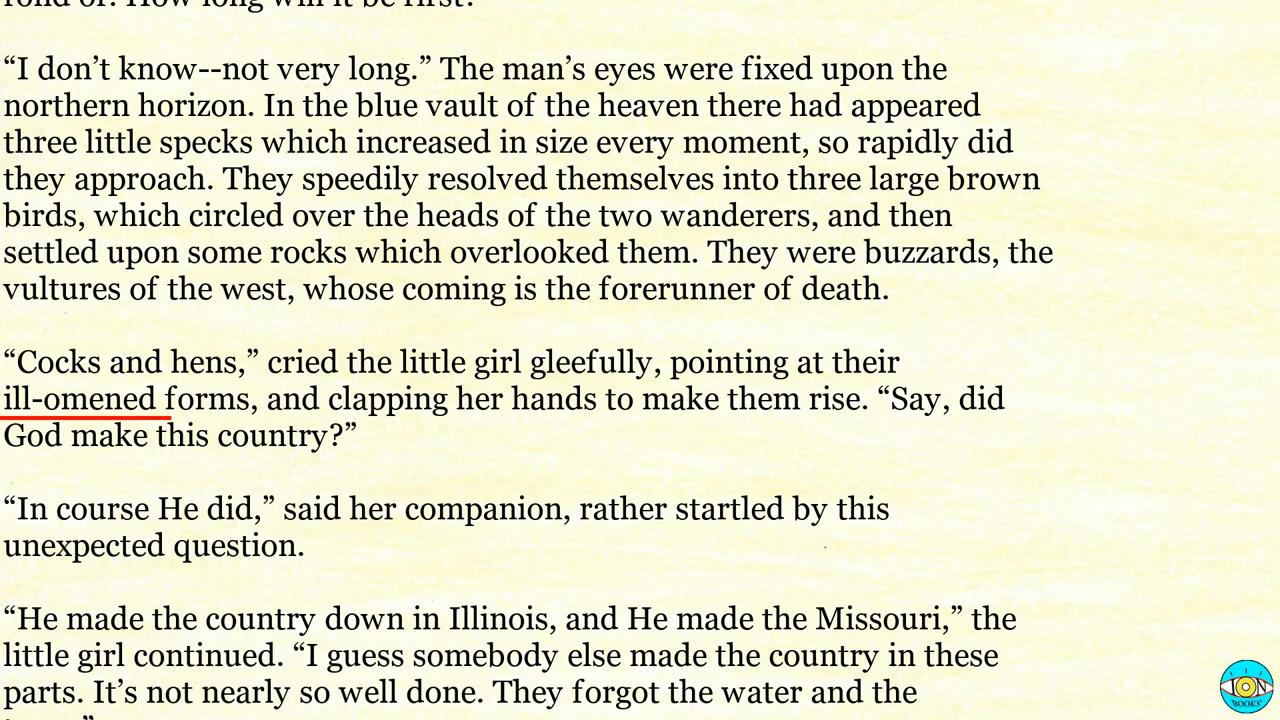 “I don’t know--not very long.” The man’s eyes were fixed upon the
northern horizon. In the blue vault of the heaven there had appeared
three little specks which increased in size every moment, so rapidly did
they approach. They speedily resolved themselves into three large brown
birds, which circled over the heads of the two wanderers, and then
settled upon some rocks which overlooked them. They were buzzards, the
vultures of the west, whose coming is the forerunner of death.
“Cocks and hens,” cried the little girl gleefully, pointing at their
ill-omened forms, and clapping her hands to make them rise. “Say, did
God make this country?”
“In course He did,” said her companion, rather startled by this
unexpected question.
“He made the country down in Illinois, and He made the Missouri,” the
little girl continued. “I guess somebody else made the country in these
parts. It’s not nearly so well done. They forgot the water and the
ION
BOOKS